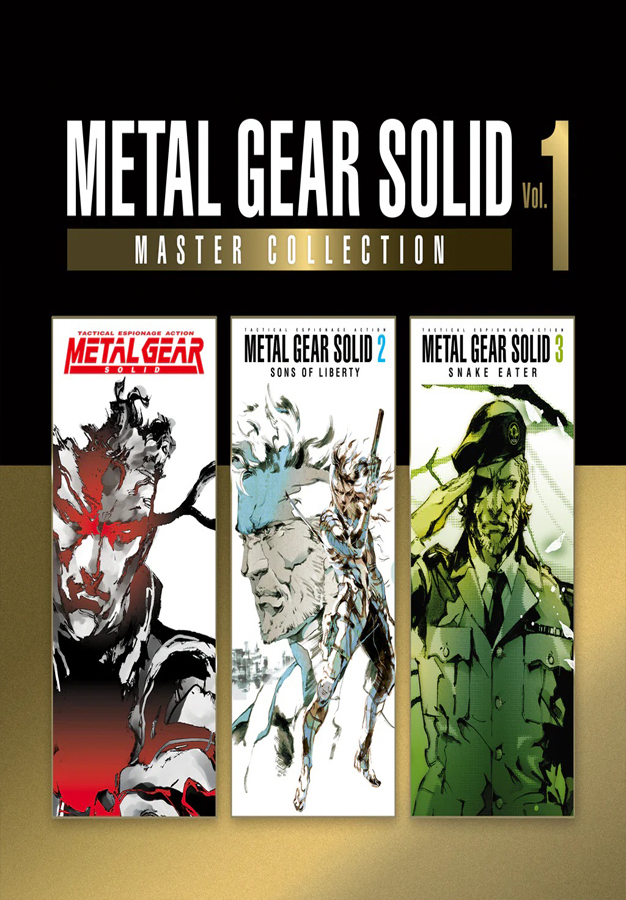 METAL GEAR SOLID Vol. 1
MASTER COLLECTION
TACTICAL ESPIONAGE ACTION
METAL GEAR
SOLID
TACTICAL ESPIONAGE ACTION
METAL GEAR SOLID 2
SONS OF LIBERTY
TACTICAL ESPIONAGE ACTION
METAL GEAR SOLID 3
SNAKE EATER